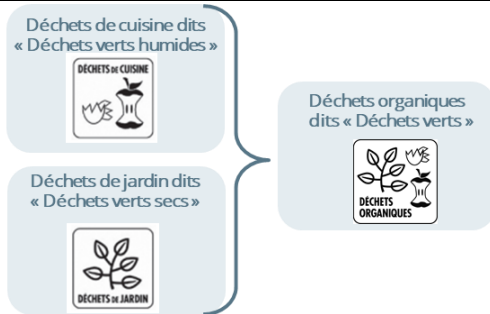 Déchets de cuisine dits
« Déchets verts humides »
DÉCHETS DE CUISINE
Déchets de jardin dits
« Déchets verts secs »
DÉCHETS DE JARDIN
Déchets organiques
dits « Déchets verts »
DÉCHETS
ORGANIQUES